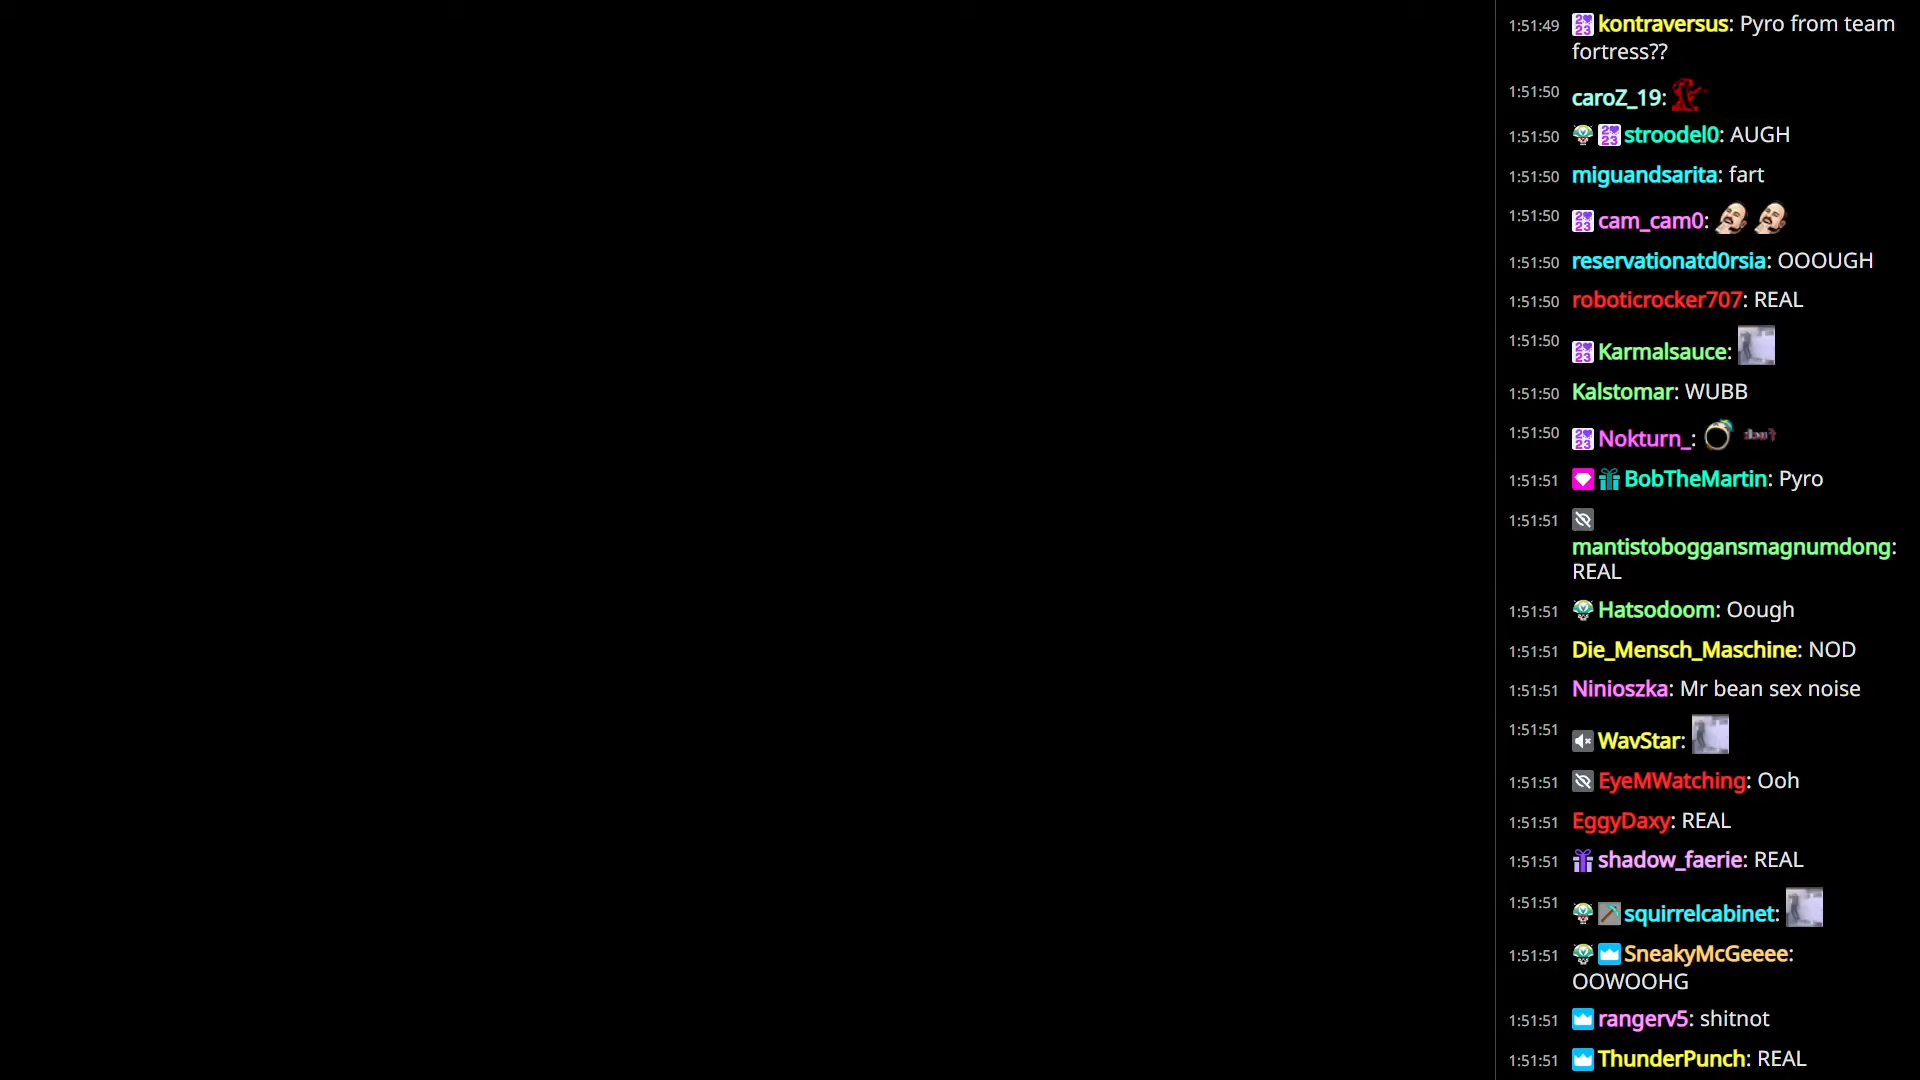 1:51:49 kontraversus: Pyro from team
fortress??
1:51:50 caroZ_19:
1:51:50 stroodel0: AUGH
1:51:50 miguandsarita: fart
1:51:50 cam_cam0:
1:51:50 reservationatd0rsia: OOOUGH
1:51:50 roboticrocker707: REAL
1:51:50 Karmalsauce:
1:51:50 Kalstomar: WUBB
1:51:50 Nokturn_:
1:51:51 BobTheMartin: Pyro
1:51:51
mantistoboggansmagnumdong:
REAL
1:51:51 Hatsodoom: Oough
1:51:51 Die_Mensch_Maschine: NOD
1:51:51 Ninioszka: Mr bean sex noise
1:51:51 WavStar:
1:51:51 EyeMWatching: Ooh
1:51:51 EggyDaxy: REAL
1:51:51 shadow_faerie: REAL
1:51:51 squirrelcabinet:
1:51:51 SneakyMcGeeee:
OOWOOHG
1:51:51 rangerv5: shitnot
1:51:51 ThunderPunch: REAL